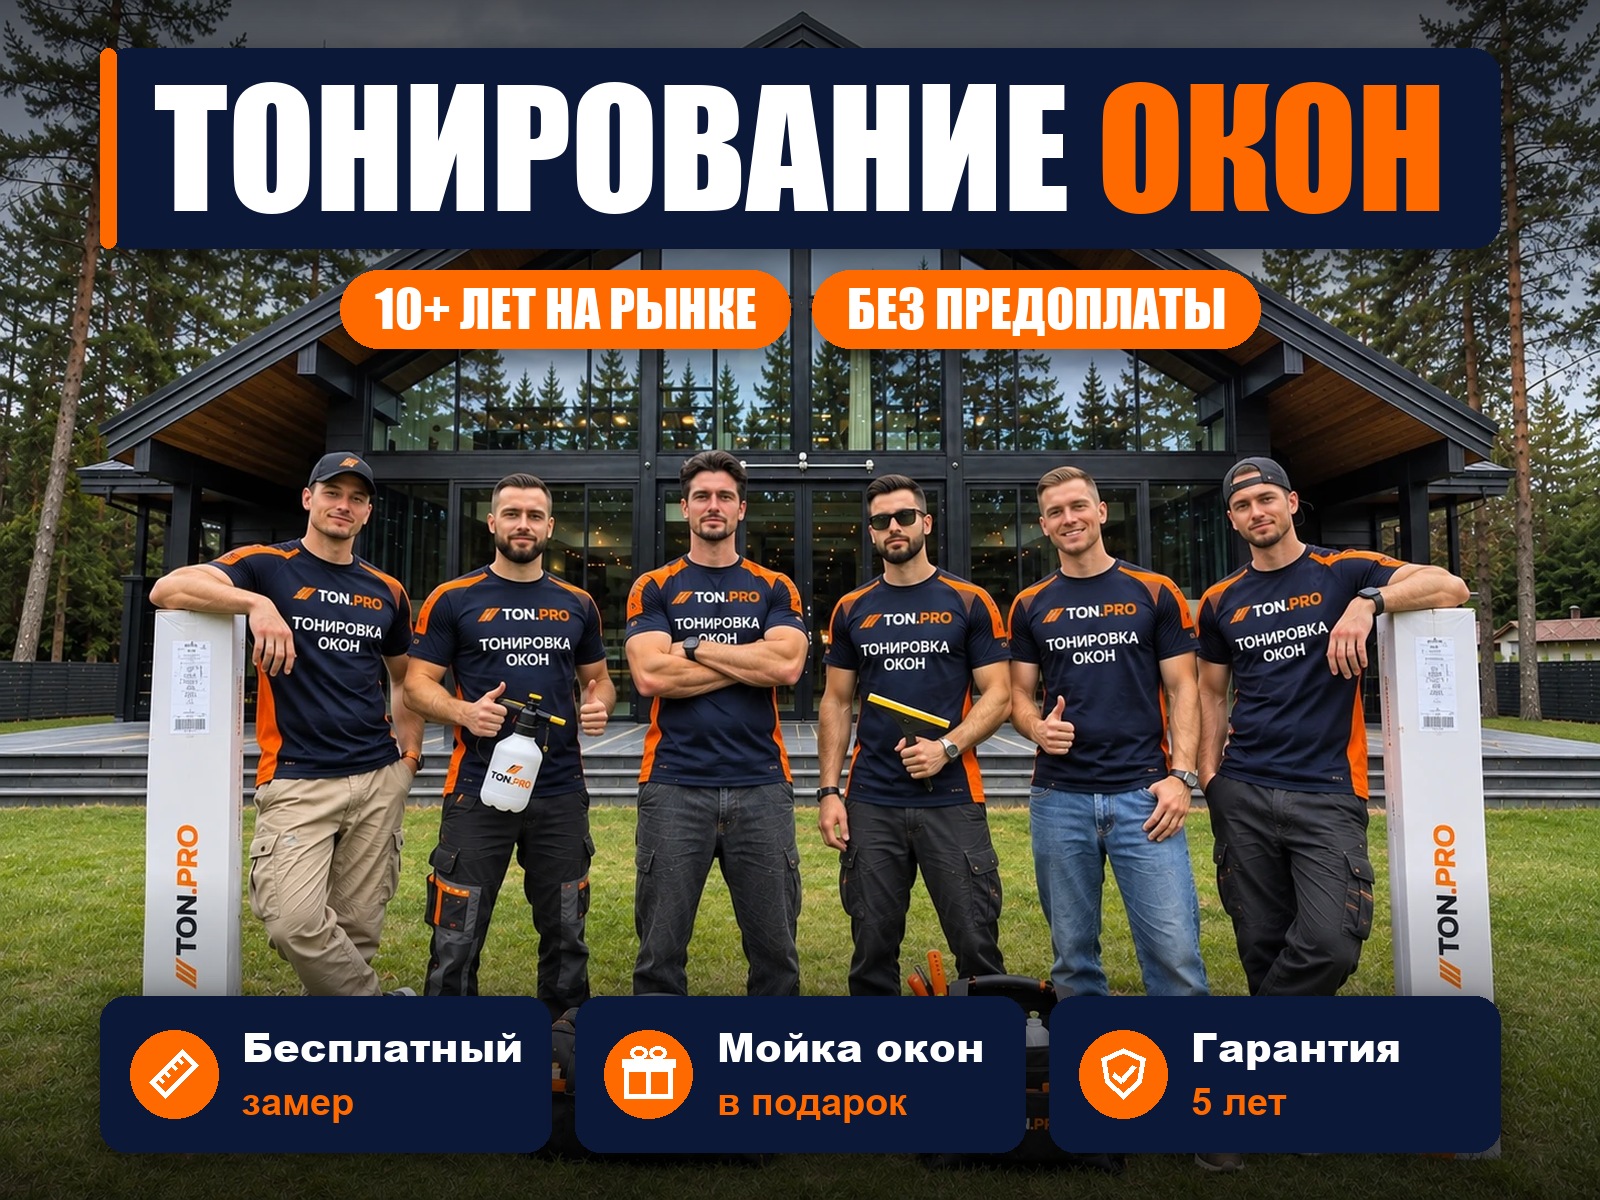 ТОНИРОВАНИЕ ОКОН
10+ ЛЕТ НА РЫНКЕ
БЕЗ ПРЕДОПЛАТЫ
TON.PRO
ТОНИРОВКА
ОКОН
TON.PRO
ТОНИРОВКА
ОКОН
TON.PRO
ТОНИРОВКА
ОКОН
TON.PRO
ТОНИРОВКА
ОКОН
TON.PRO
ТОНИРОВКА
ОКОН
TON.PRO
ТОНИРОВКА
ОКОН
TON.PRO
TON.PRO
TON.PRO
Бесплатный
замер
Мойка окон
в подарок
Гарантия
5 лет